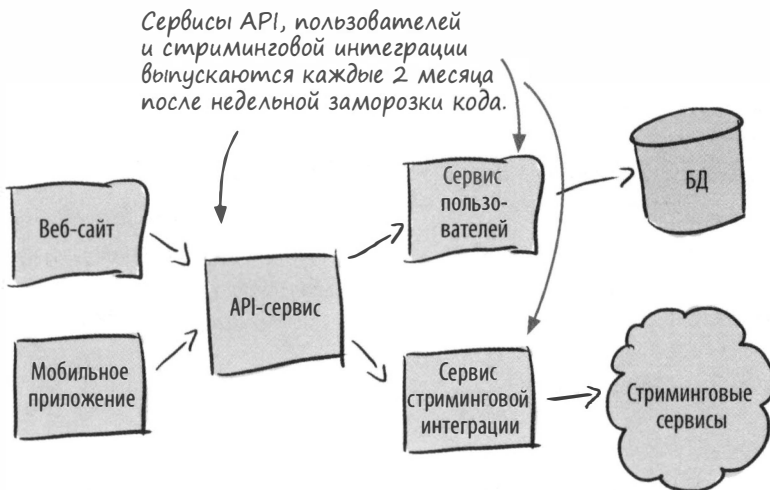 Сервисы API, пользователей
и стриминговой интеграции
выпускаются каждые 2 месяца
после недельной заморозки кода.
Веб-сайт
Мобильное
приложение
API-сервис
Сервис
пользо-
вателей
БД
Сервис
стриминговой
интеграции
Стриминговые
сервисы